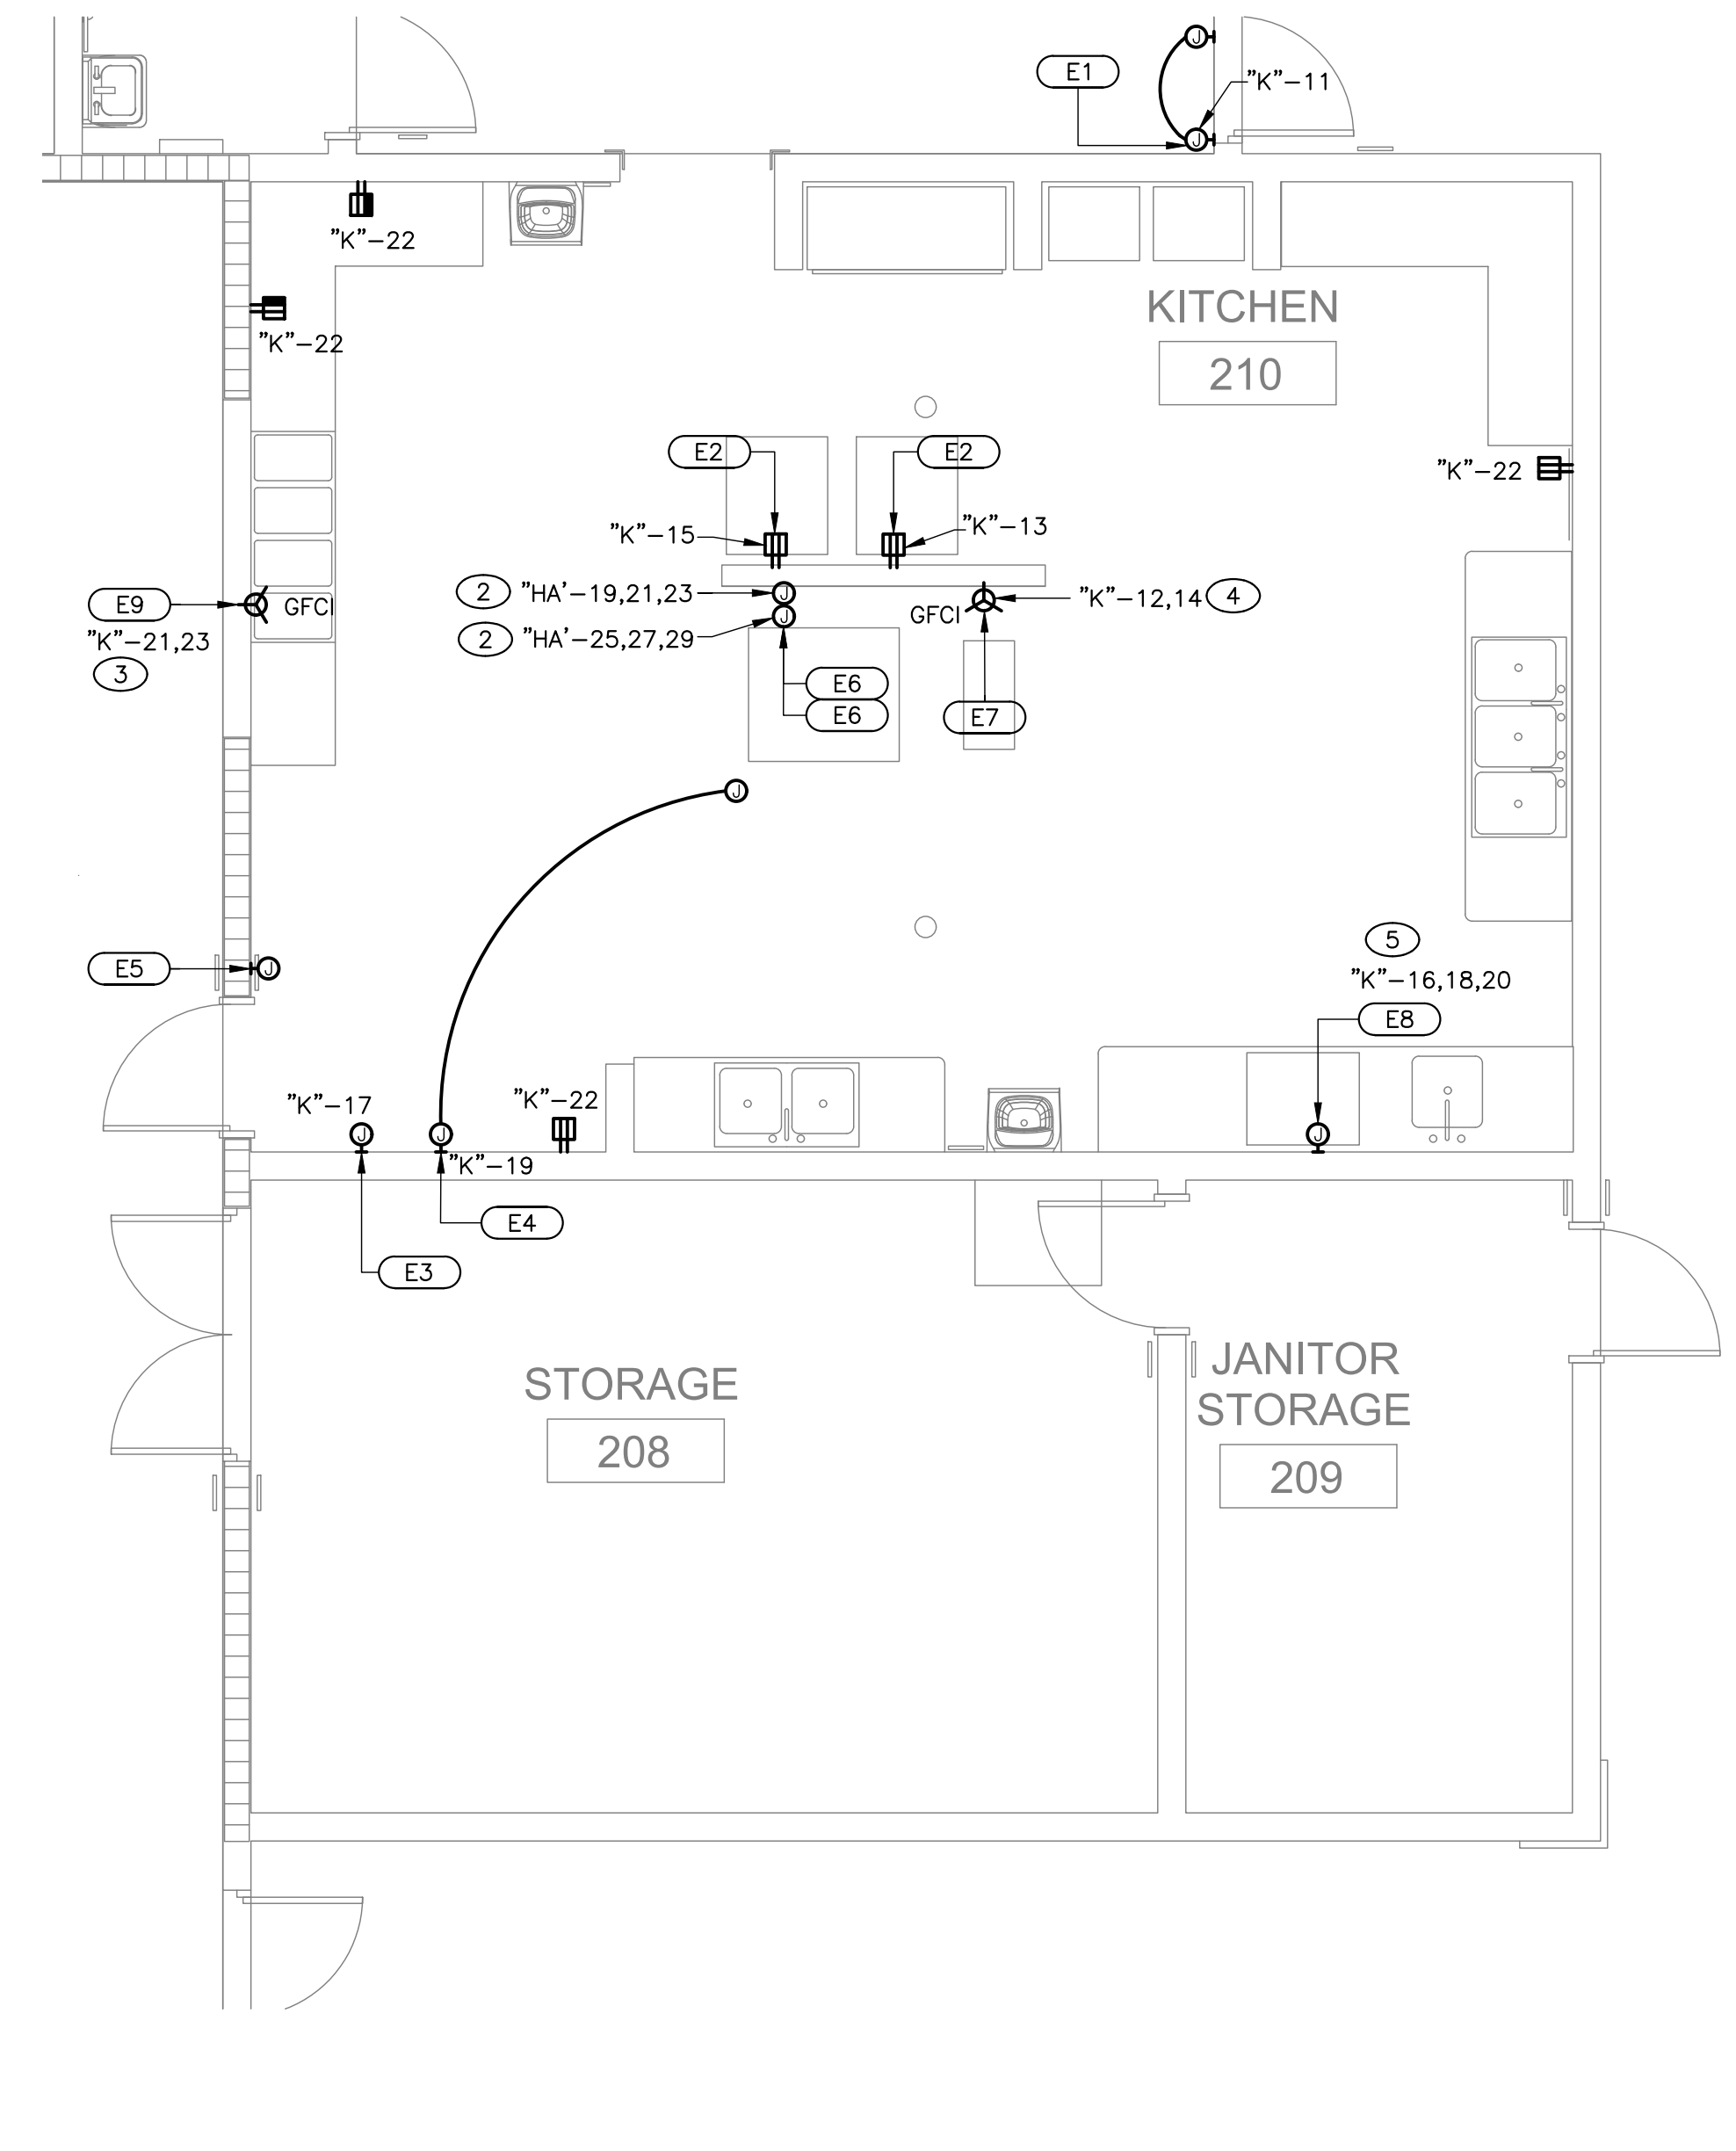 J
E1
"K"-11
J
"K"-22
"K"-22
KITCHEN
210
E2
E2
"K"-22
"K"-15
"K"-13
2
"HA'-19,21,23
J
E9
GFCI
GFCI
"K"-12,14
4
"K"-21,23
2
"HA'-25,27,29
J
3
E6
E6
E7
J
5
E5
J
"K"-16,18,20
E8
"K"-17
"K"-22
J
J
J
"K"-19
E4
E3
STORAGE
208
JANITOR
STORAGE
209